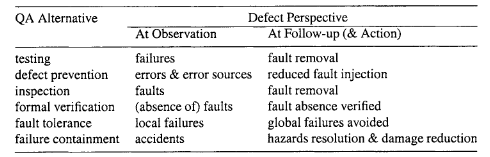 QA Alternative Defect Perspective
At Observation At Follow-up (& Action)
testing failures fault removal
defect prevention errors & error sources reduced fault injection
inspection faults fault removal
formal verification (absence of) faults fault absence verified
fault tolerance local failures global failures avoided
failure containment accidents hazards resolution & damage reduction